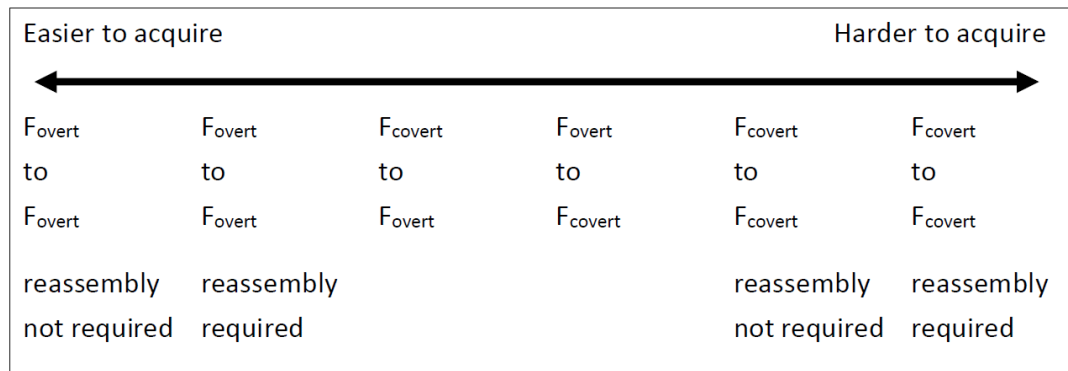 Easier to acquire Harder to acquire
Fovert Fovert Fcovert Fovert Fcovert Fcovert
to to to to to to
Fovert Fovert Fovert Fcovert Fcovert Fcovert
reassembly reassembly reassembly reassembly
not required required not required required